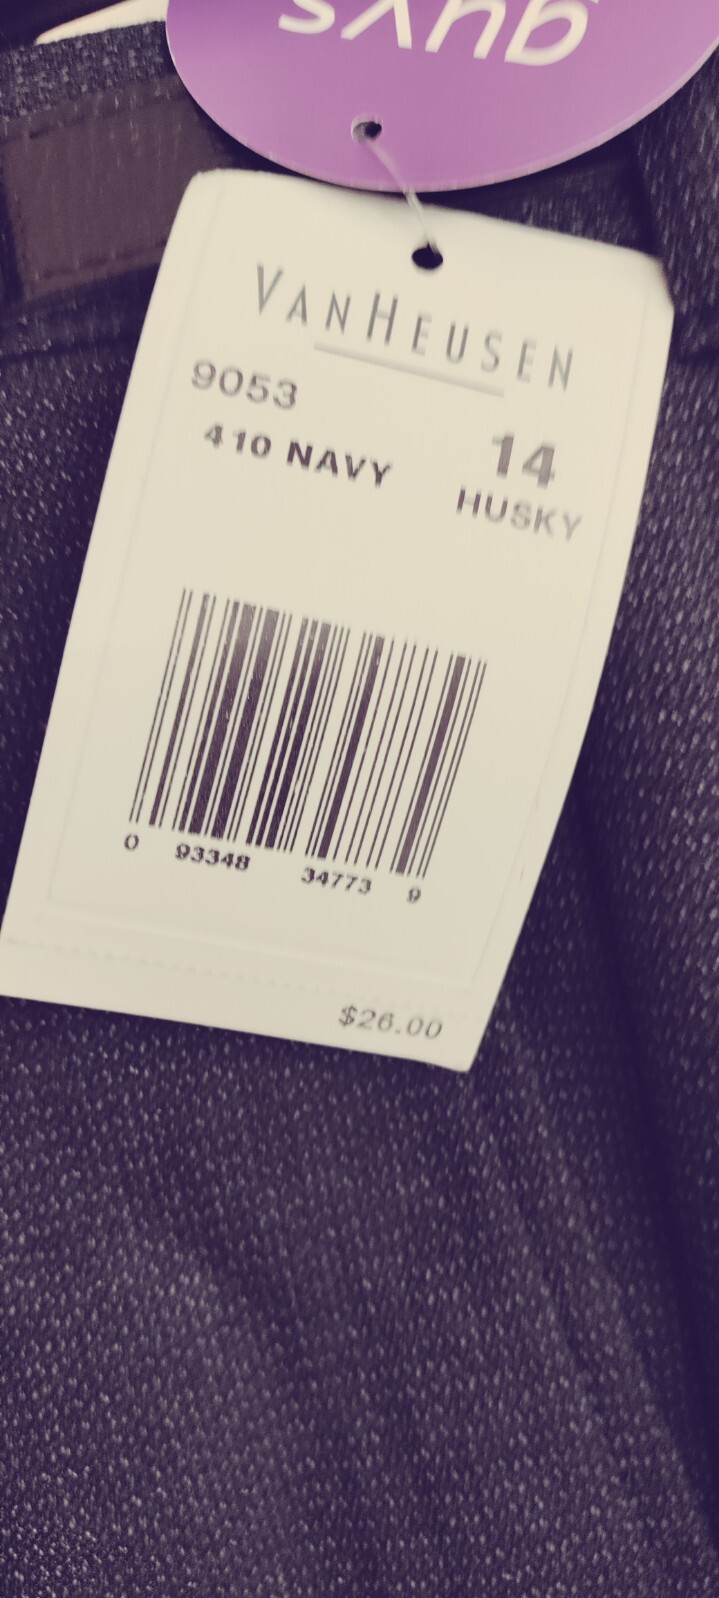 guys
VANHEUSEN
9053
410 NAVY
14
HUSKY
0 93348 34773 9
$26.00